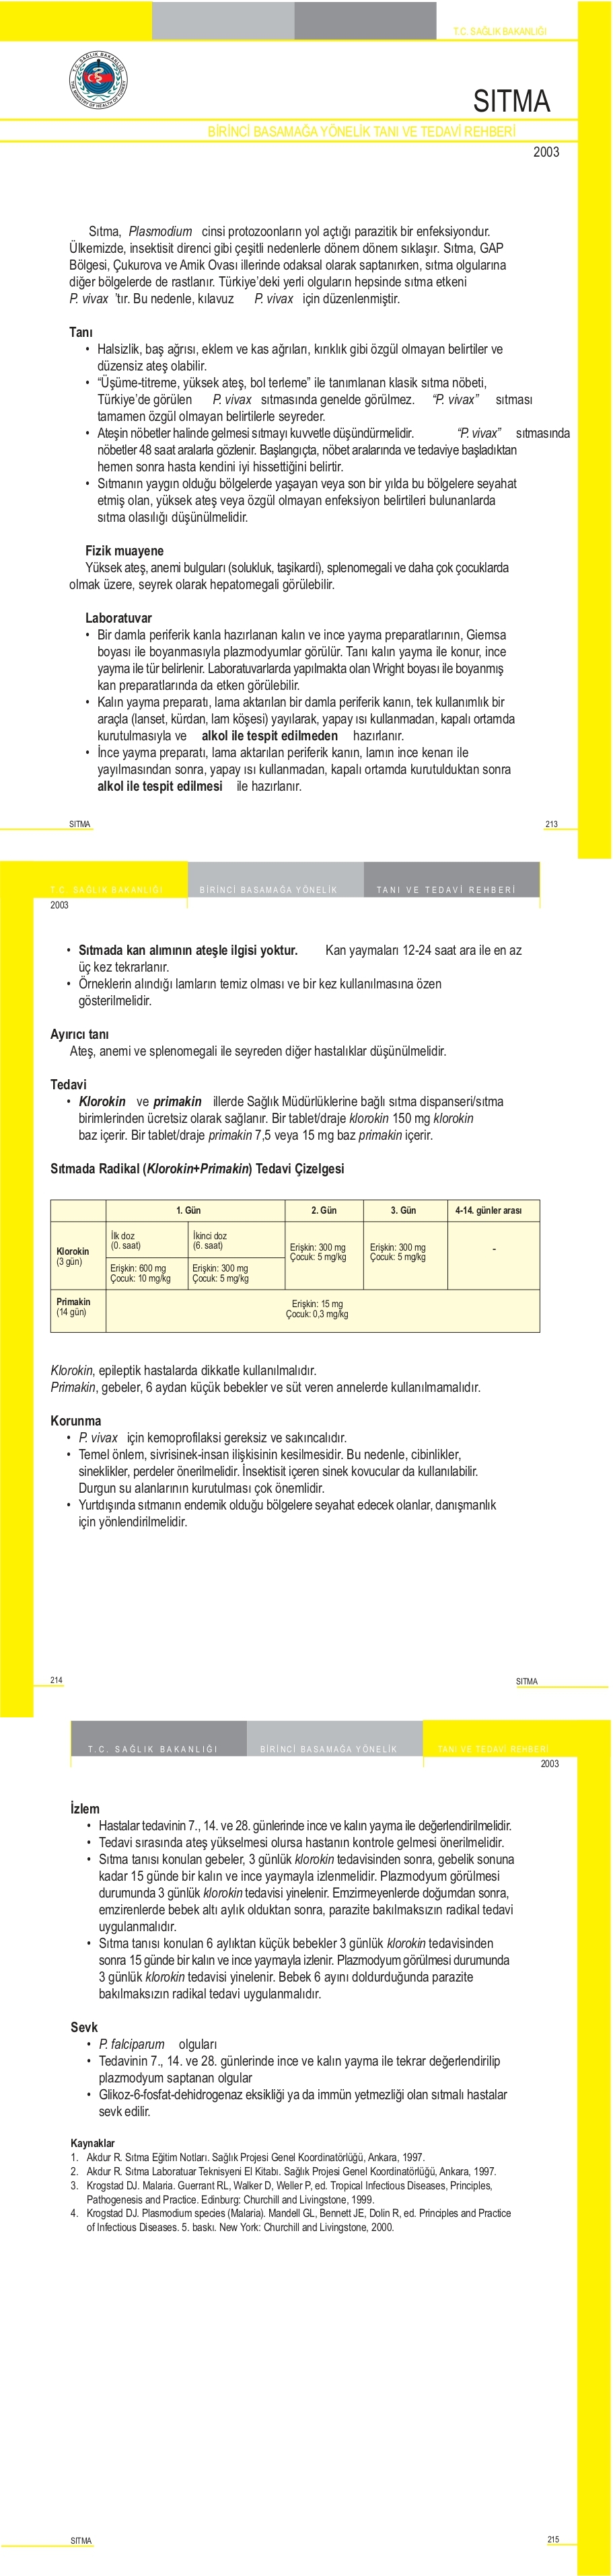 T.C. SAĞLIK BAKANLIĞI
T.C. SAĞLIK BAKANLIĞI
THE MINISTRY OF HEALTH OF TURKEY
SITMA
BİRİNCİ BASAMAĞA YÖNELİK TANI VE TEDAVİ REHBERİ
2003
Sıtma, Plasmodium cinsi protozoonların yol açtığı parazitik bir enfeksiyondur.
Ülkemizde, insektisit direnci gibi çeşitli nedenlerle dönem dönem sıklaşır. Sıtma, GAP
Bölgesi, Çukurova ve Amik Ovası illerinde odaksal olarak saptanırken, sıtma olgularına
diğer bölgelerde de rastlanır. Türkiye'deki yerli olguların hepsinde sıtma etkeni
P. vivax 'tır. Bu nedenle, kılavuz P. vivax için düzenlenmiştir.
Tanı
• Halsizlik, baş ağrısı, eklem ve kas ağrıları, kırıklık gibi özgül olmayan belirtiler ve
düzensiz ateş olabilir.
• “Üşüme-titreme, yüksek ateş, bol terleme” ile tanımlanan klasik sıtma nöbeti,
Türkiye’de görülen P. vivax sıtmasında genelde görülmez. “P. vivax” sıtması
tamamen özgül olmayan belirtilerle seyreder.
• Ateşin nöbetler halinde gelmesi sıtmayı kuvvetle düşündürmelidir. “P. vivax” sıtmasında
nöbetler 48 saat aralarla gözlenir. Başlangıçta, nöbet aralarında ve tedaviye başladıktan
hemen sonra hasta kendini iyi hissettiğini belirtir.
• Sıtmanın yaygın olduğu bölgelerde yaşayan veya son bir yılda bu bölgelere seyahat
etmiş olan, yüksek ateş veya özgül olmayan enfeksiyon belirtileri bulunanlarda
sıtma olasılığı düşünülmelidir.
Fizik muayene
Yüksek ateş, anemi bulguları (solukluk, taşikardi), splenomegali ve daha çok çocuklarda
olmak üzere, seyrek olarak hepatomegali görülebilir.
Laboratuvar
• Bir damla periferik kanla hazırlanan kalın ve ince yayma preparatlarının, Giemsa
boyası ile boyanmasıyla plazmodyumlar görülür. Tanı kalın yayma ile konur, ince
yayma ile tür belirlenir. Laboratuvarlarda yapılmakta olan Wright boyası ile boyanmış
kan preparatlarında da etken görülebilir.
• Kalın yayma preparatı, lama aktarılan bir damla periferik kanın, tek kullanımlık bir
araçla (lanset, kürdan, lam köşesi) yayılarak, yapay ısı kullanmadan, kapalı ortamda
kurutulmasıyla ve alkol ile tespit edilmeden hazırlanır.
• İnce yayma preparatı, lama aktarılan periferik kanın, lamın ince kenarı ile
yayılmasından sonra, yapay ısı kullanmadan, kapalı ortamda kurutulduktan sonra
alkol ile tespit edilmesi ile hazırlanır.
SITMA 213
T.C. SAĞLIK BAKANLIĞI BİRİNCİ BASAMAĞA YÖNELİK TANI VE TEDAVİ REHBERİ
2003
• Sıtmada kan alımının ateşle ilgisi yoktur. Kan yaymaları 12-24 saat ara ile en az
üç kez tekrarlanır.
• Örneklerin alındığı lamların temiz olması ve bir kez kullanılmasına özen
gösterilmelidir.
Ayırıcı tanı
Ateş, anemi ve splenomegali ile seyreden diğer hastalıklar düşünülmelidir.
Tedavi
• Klorokin ve primakin illerde Sağlık Müdürlüklerine bağlı sıtma dispanseri/sıtma
birimlerinden ücretsiz olarak sağlanır. Bir tablet/draje klorokin 150 mg klorokin
baz içerir. Bir tablet/draje primakin 7,5 veya 15 mg baz primakin içerir.
Sıtmada Radikal (Klorokin+Primakin) Tedavi Çizelgesi
1. Gün 2. Gün 3. Gün 4-14. günler arası
Klorokin
(3 gün)
İlk doz
(0. saat)
İkinci doz
(6. saat)
Erişkin: 600 mg
Çocuk: 10 mg/kg
Erişkin: 300 mg
Çocuk: 5 mg/kg
Erişkin: 300 mg
Çocuk: 5 mg/kg
Erişkin: 300 mg
Çocuk: 5 mg/kg
-
Primakin
(14 gün)
Erişkin: 15 mg
Çocuk: 0,3 mg/kg
Klorokin, epileptik hastalarda dikkatle kullanılmalıdır.
Primakin, gebeler, 6 aydan küçük bebekler ve süt veren annelerde kullanılmamalıdır.
Korunma
• P. vivax için kemoprofilaksi gereksiz ve sakıncalıdır.
• Temel önlem, sivrisinek-insan ilişkisinin kesilmesidir. Bu nedenle, cibinlikler,
sineklikler, perdeler önerilmelidir. İnsektisit içeren sinek kovucular da kullanılabilir.
Durgun su alanlarının kurutulması çok önemlidir.
• Yurtdışında sıtmanın endemik olduğu bölgelere seyahat edecek olanlar, danışmanlık
için yönlendirilmelidir.
214 SITMA
T.C. SAĞLIK BAKANLIĞI BİRİNCİ BASAMAĞA YÖNELİK TANI VE TEDAVİ REHBERİ
2003
İzlem
• Hastalar tedavinin 7., 14. ve 28. günlerinde ince ve kalın yayma ile değerlendirilmelidir.
• Tedavi sırasında ateş yükselmesi olursa hastanın kontrole gelmesi önerilmelidir.
• Sıtma tanısı konulan gebeler, 3 günlük klorokin tedavisinden sonra, gebelik sonuna
kadar 15 günde bir kalın ve ince yaymayla izlenmelidir. Plazmodyum görülmesi
durumunda 3 günlük klorokin tedavisi yinelenir. Emzirmeyenlerde doğumdan sonra,
emzirenlerde bebek altı aylık olduktan sonra, parazite bakılmaksızın radikal tedavi
uygulanmalıdır.
• Sıtma tanısı konulan 6 aylıktan küçük bebekler 3 günlük klorokin tedavisinden
sonra 15 günde bir kalın ve ince yaymayla izlenir. Plazmodyum görülmesi durumunda
3 günlük klorokin tedavisi yinelenir. Bebek 6 ayını doldurduğunda parazite
bakılmaksızın radikal tedavi uygulanmalıdır.
Sevk
• P. falciparum olguları
• Tedavinin 7., 14. ve 28. günlerinde ince ve kalın yayma ile tekrar değerlendirilip
plazmodyum saptanan olgular
• Glikoz-6-fosfat-dehidrogenaz eksikliği ya da immün yetmezliği olan sıtmalı hastalar
sevk edilir.
Kaynaklar
1. Akdur R. Sıtma Eğitim Notları. Sağlık Projesi Genel Koordinatörlüğü, Ankara, 1997.
2. Akdur R. Sıtma Laboratuar Teknisyeni El Kitabı. Sağlık Projesi Genel Koordinatörlüğü, Ankara, 1997.
3. Krogstad DJ. Malaria. Guerrant RL, Walker D, Weller P, ed. Tropical Infectious Diseases, Principles,
Pathogenesis and Practice. Edinburg: Churchill and Livingstone, 1999.
4. Krogstad DJ. Plasmodium species (Malaria). Mandell GL, Bennett JE, Dolin R, ed. Principles and Practice
of Infectious Diseases. 5. baskı. New York: Churchill and Livingstone, 2000.
SITMA 215